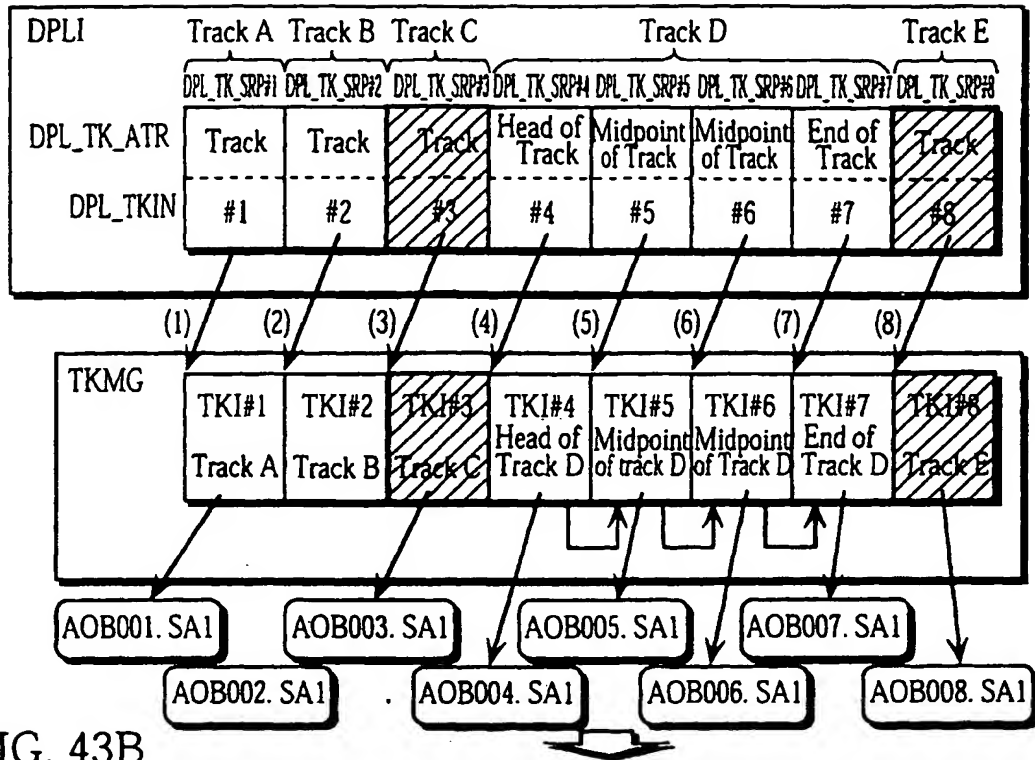 DPLI Track A Track B Track C Track D Track E
DPL_TK_SRP#1 DPL_TK_SRP#2 DPL_TK_SRP#3 DPL_TK_SRP#4 DPL_TK_SRP#5 DPL_TK_SRP#6 DPL_TK_SRP#7 DPL_TK_SRP#8
DPL_TK_ATR Track Track Track Head of Track Midpoint of Track Midpoint of Track End of Track Track
DPL_TKIN #1 #2 #3 #4 #5 #6 #7 #8
(1) (2) (3) (4) (5) (6) (7) (8)
TKMG
TKI#1 TKI#2 TKI#3 TKI#4 TKI#5 TKI#6 TKI#7 TKI#8
Track A Track B Track C Head of Track D Midpoint of track D Midpoint of Track D End of Track D Track E
AOB001. SA1 AOB003. SA1 AOB005. SA1 AOB007. SA1
AOB002. SA1 AOB004. SA1 AOB006. SA1 AOB008. SA1
IG. 43B